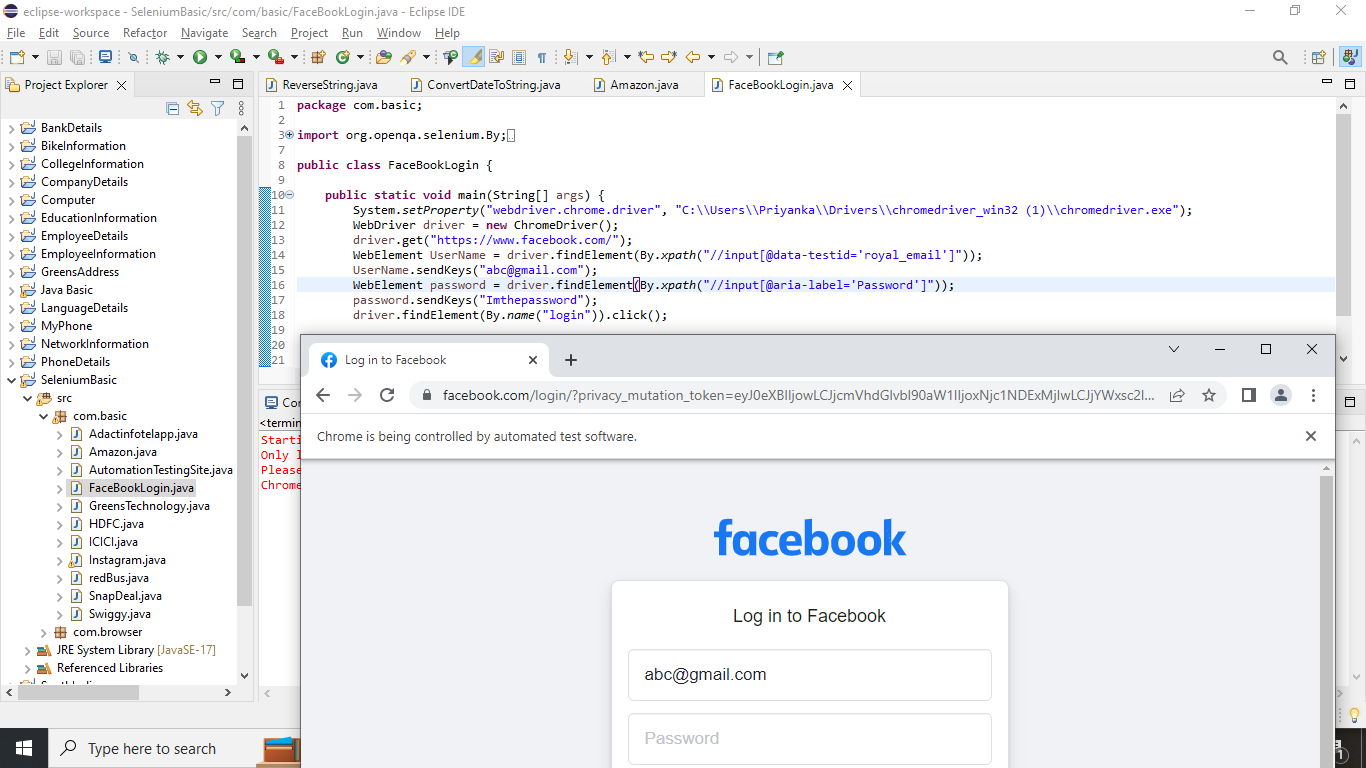 eclipse-workspace - SeleniumBasic/src/com/basic/FaceBookLogin.java - Eclipse IDE
File Edit Source Refactor Navigate Search Project Run Window Help
Project Explorer
ReverseString.java ConvertDateToString.java Amazon.java FaceBookLogin.java
BankDetails
BikeInformation
CollegeInformation
CompanyDetails
Computer
EducationInformation
EmployeeDetails
EmployeeInformation
GreensAddress
Java Basic
LanguageDetails
MyPhone
NetworkInformation
PhoneDetails
SeleniumBasic
src
com.basic
Adactinfotelapp.java
Amazon.java
AutomationTestingSite.java
FaceBookLogin.java
GreensTechnology.java
HDFC.java
ICICI.java
Instagram.java
redBus.java
SnapDeal.java
Swiggy.java
com.browser
JRE System Library [JavaSE-17]
Referenced Libraries
1 package com.basic;
2
3 import org.openqa.selenium.By;
7
8 public class FaceBookLogin {
9
10 public static void main(String[] args) {
11 System.setProperty("webdriver.chrome.driver", "C:\\Users\\Priyanka\\Drivers\\chromedriver_win32 (1)\\chromedriver.exe");
12 WebDriver driver = new ChromeDriver();
13 driver.get("https://www.facebook.com/");
14 WebElement UserName = driver.findElement(By.xpath("//input[@data-testid='royal_email']"));
15 UserName.sendKeys("abc@gmail.com");
16 WebElement password = driver.findElement(By.xpath("//input[@aria-label='Password']"));
17 password.sendKeys("Imthepassword");
18 driver.findElement(By.name("login")).click();
19
20
21
Con
<termin
Starti
Only l
Please
Chrome
Log in to Facebook
facebook.com/login/?privacy_mutation_token=eyJ0eXBlIjowLCJjcmVhdGlvbl90aW1lIjoxNjc1NDExMjIwLCJjYWxsc2l...
Chrome is being controlled by automated test software.
facebook
Log in to Facebook
abc@gmail.com
Password
Type here to search
1